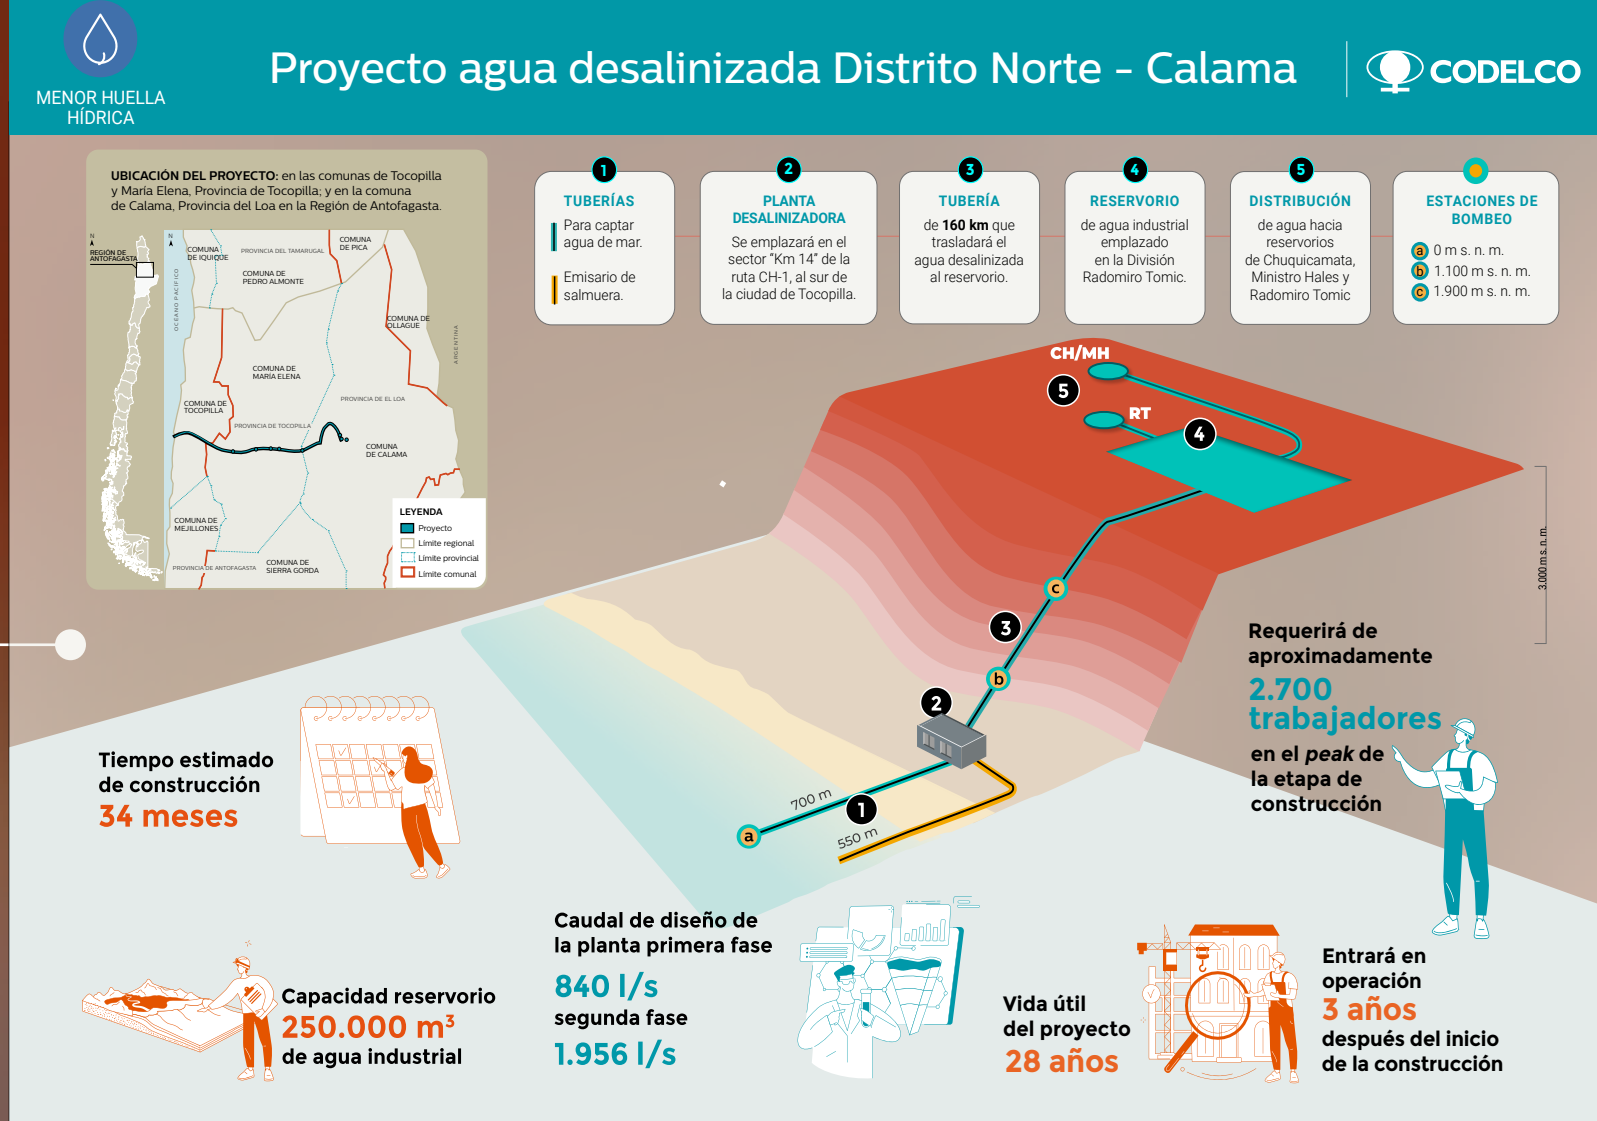 MENOR HUELLA
HÍDRICA
Proyecto agua desalinizada Distrito Norte - Calama
CODELCO
UBICACIÓN DEL PROYECTO: en las comunas de Tocopilla
y María Elena, Provincia de Tocopilla; y en la comuna
de Calama, Provincia del Loa en la Región de Antofagasta.
N
REGIÓN DE
ANTOFAGASTA
N
OCÉANO PACÍFICO
COMUNA
DE IQUIQUE
PROVINCIA DEL TAMARUGAL
COMUNA
DE PICA
COMUNA DE
PEDRO ALMONTE
COMUNA DE
OLLAGUE
ARGENTINA
COMUNA DE
MARÍA ELENA
PROVINCIA DE EL LOA
COMUNA DE
TOCOPILLA
PROVINCIA DE TOCOPILLA
COMUNA
DE CALAMA
COMUNA DE
MEJILLONES
PROVINCIA DE ANTOFAGASTA
COMUNA DE
SIERRA GORDA
LEYENDA
Proyecto
Límite regional
Límite provincial
Límite comunal
1
TUBERÍAS
Para captar
agua de mar.
Emisario de
salmuera.
2
PLANTA
DESALINIZADORA
Se emplazará en el
sector "Km 14" de la
ruta CH-1, al sur de
la ciudad de Tocopilla.
3
TUBERÍA
de 160 km que
trasladará el
agua desalinizada
al reservorio.
4
RESERVORIO
de agua industrial
emplazado
en la División
Radomiro Tomic.
5
DISTRIBUCIÓN
de agua hacia
reservorios
de Chuquicamata,
Ministro Hales y
Radomiro Tomic
ESTACIONES DE
BOMBEO
a 0 m s. n. m.
b 1.100 m s. n. m.
c 1.900 m s. n. m.
CH/MH
5
RT
4
c
3
b
2
700 m
1
a
550 m
3.000 m s. n. m.
Requerirá de
aproximadamente
2.700
trabajadores
en el peak de
la etapa de
construcción
Tiempo estimado
de construcción
34 meses
Capacidad reservorio
250.000 m³
de agua industrial
Caudal de diseño de
la planta primera fase
840 l/s
segunda fase
1.956 l/s
Vida útil
del proyecto
28 años
Entrará en
operación
3 años
después del inicio
de la construcción